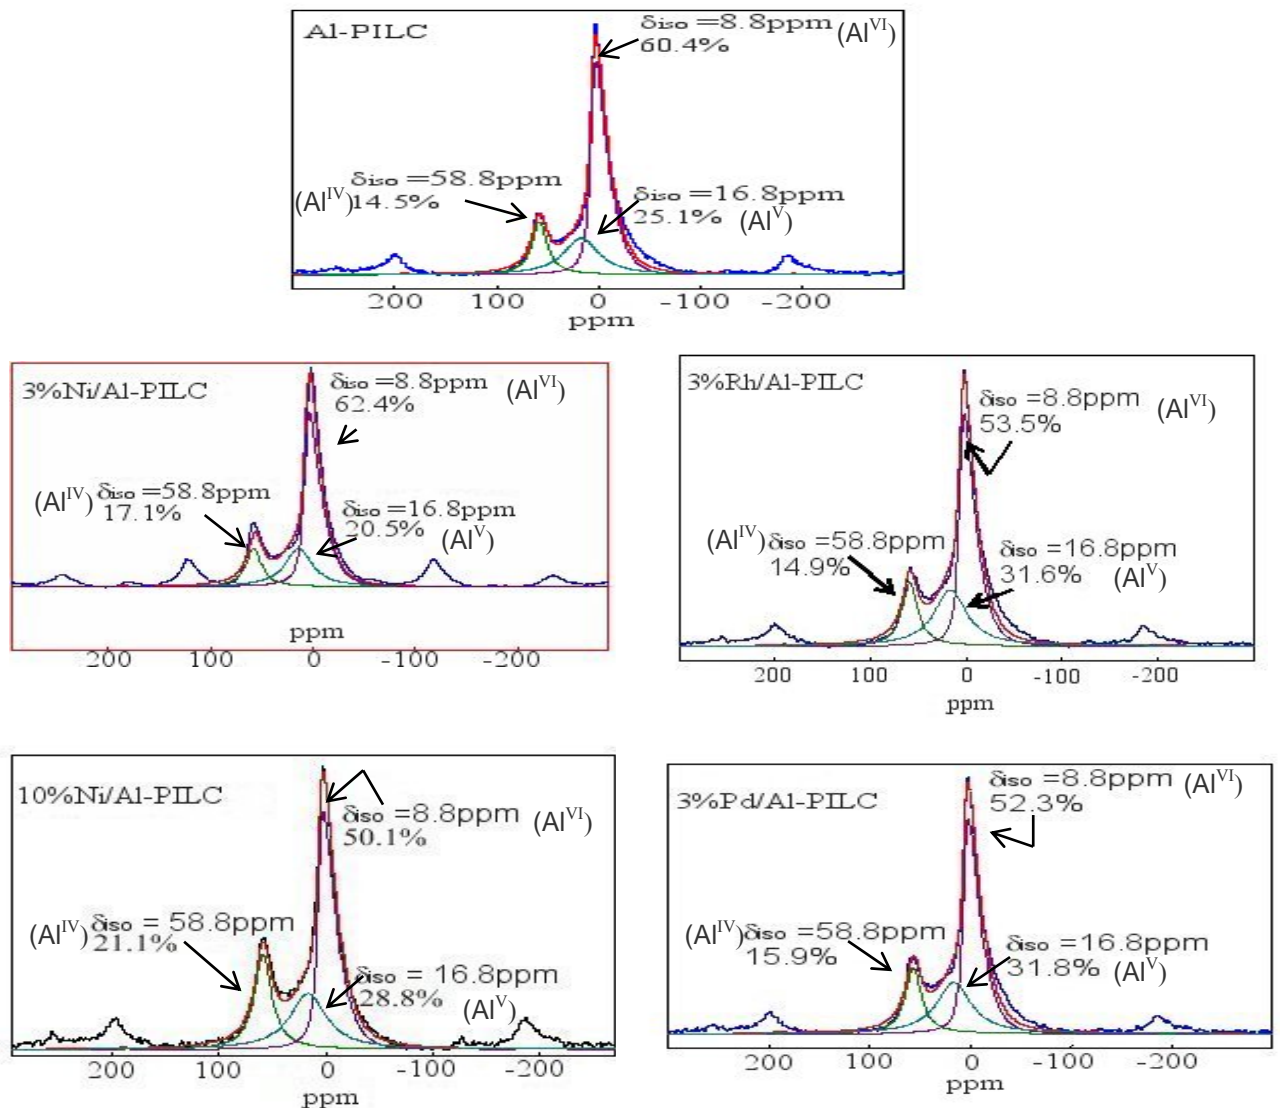 Al-PILC
δiso =8.8ppm (Al^VI)
60.4%
δiso =58.8ppm
(Al^IV) 14.5%
δiso =16.8ppm
25.1% (Al^V)
200 100 0 -100 -200
ppm
3%Ni/Al-PILC
δiso =8.8ppm (Al^VI)
62.4%
(Al^IV) δiso =58.8ppm
17.1%
δiso =16.8ppm
20.5% (Al^V)
ppm
200 100 0 -100 -200
3%Rh/Al-PILC
δiso =8.8ppm (Al^VI)
53.5%
(Al^IV) δiso =58.8ppm
14.9%
δiso =16.8ppm
31.6% (Al^V)
200 100 0 -100 -200
ppm
10%Ni/Al-PILC
δiso =8.8ppm (Al^VI)
50.1%
(Al^IV) δiso = 58.8ppm
21.1%
δiso = 16.8ppm
28.8% (Al^V)
200 100 0 -100 -200
ppm
3%Pd/Al-PILC
δiso =8.8ppm (Al^VI)
52.3%
(Al^IV) δiso =58.8ppm
15.9%
δiso =16.8ppm
31.8% (Al^V)
200 100 0 -100 -200
ppm